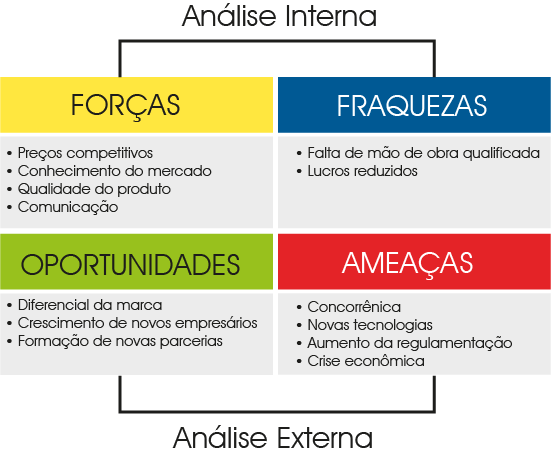 Análise Interna
FORÇAS
• Preços competitivos
• Conhecimento do mercado
• Qualidade do produto
• Comunicação
FRAQUEZAS
• Falta de mão de obra qualificada
• Lucros reduzidos
OPORTUNIDADES
• Diferencial da marca
• Crescimento de novos empresários
• Formação de novas parcerias
AMEAÇAS
• Concorrênica
• Novas tecnologias
• Aumento da regulamentação
• Crise econômica
Análise Externa